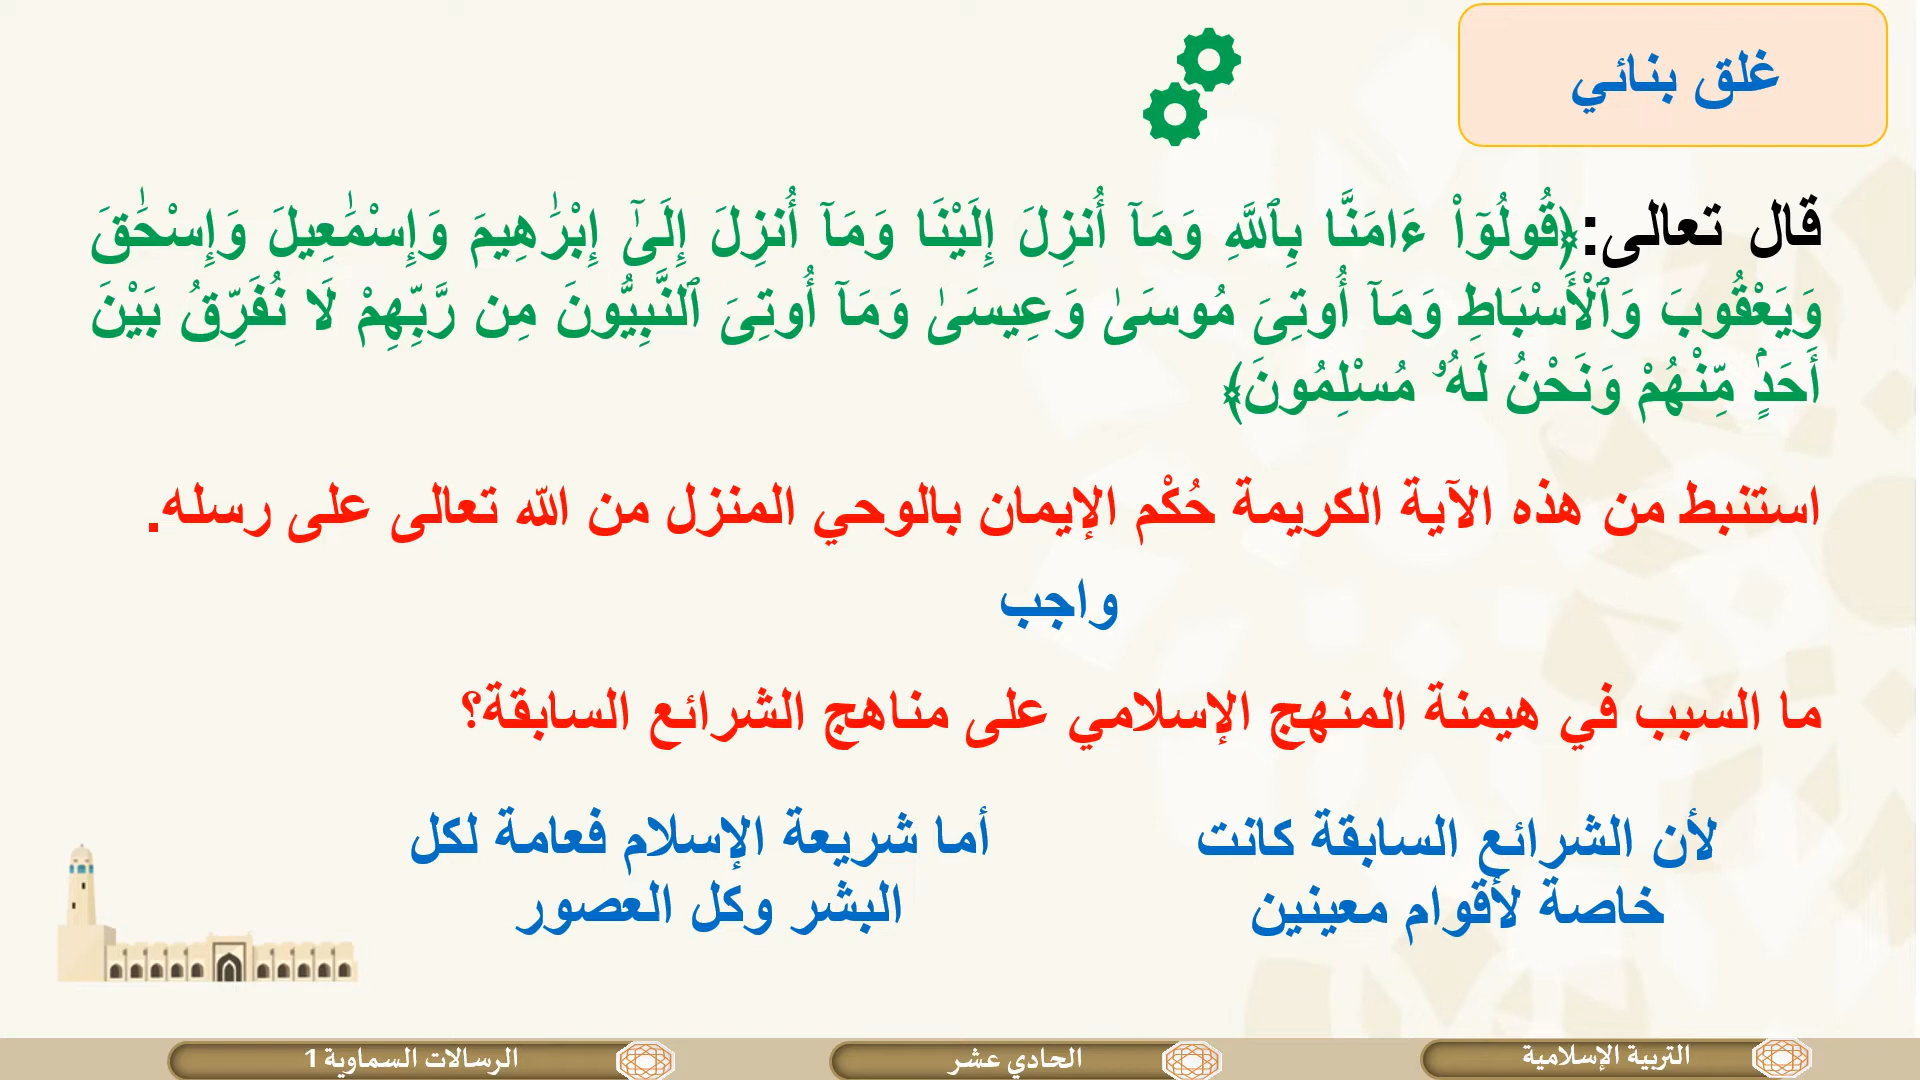 غلق بنائي
قال تعالى:﴿قُولُوٓاْ ءَامَنَّا بِٱللَّهِ وَمَآ أُنزِلَ إِلَيْنَا وَمَآ أُنزِلَ إِلَىٰٓ إِبْرَٰهِيمَ وَإِسْمَٰعِيلَ وَإِسْحَٰقَ
وَيَعْقُوبَ وَٱلْأَسْبَاطِ وَمَآ أُوتِىَ مُوسَىٰ وَعِيسَىٰ وَمَآ أُوتِىَ ٱلنَّبِيُّونَ مِن رَّبِّهِمْ لَا نُفَرِّقُ بَيْنَ
أَحَدٍۢ مِّنْهُمْ وَنَحْنُ لَهُۥ مُسْلِمُونَ﴾
استنبط من هذه الآية الكريمة حُكْم الإيمان بالوحي المنزل من الله تعالى على رسله.
واجب
ما السبب في هيمنة المنهج الإسلامي على مناهج الشرائع السابقة؟
لأن الشرائع السابقة كانت
خاصة لأقوام معينين
أما شريعة الإسلام فعامة لكل
البشر وكل العصور
التربية الإسلامية
الحادي عشر
الرسالات السماوية 1